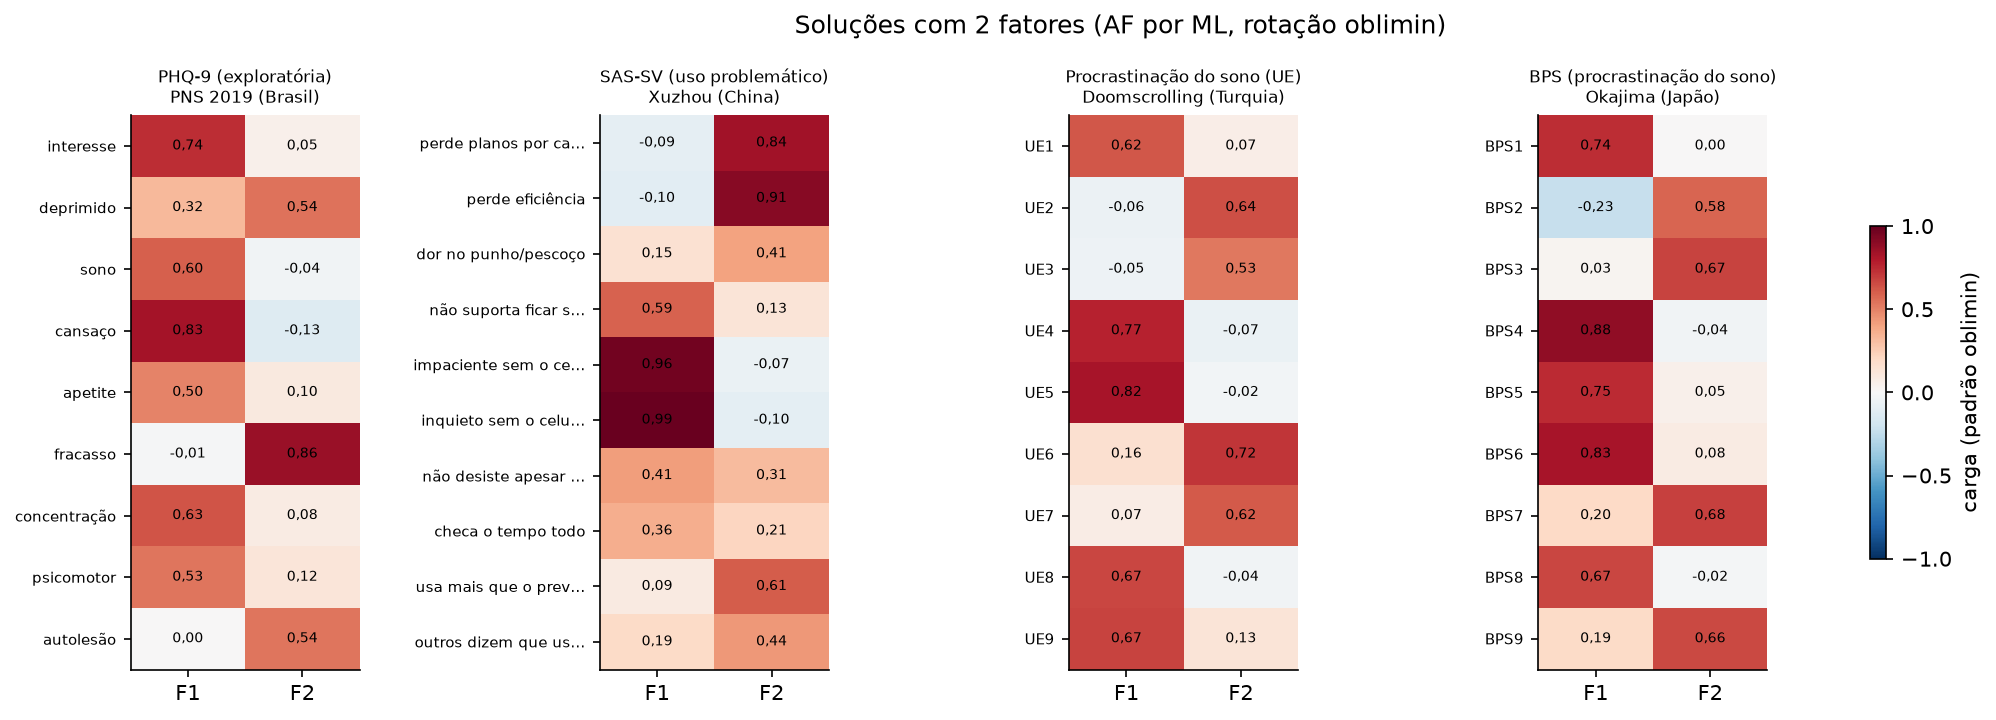 Soluções com 2 fatores (AF por ML, rotação oblimin)
PHQ-9 (exploratória)
PNS 2019 (Brasil)
interesse 0,74 0,05
deprimido 0,32 0,54
sono 0,60 -0,04
cansaço 0,83 -0,13
apetite 0,50 0,10
fracasso -0,01 0,86
concentração 0,63 0,08
psicomotor 0,53 0,12
autolesão 0,00 0,54
F1 F2
SAS-SV (uso problemático)
Xuzhou (China)
perde planos por ca... -0,09 0,84
perde eficiência -0,10 0,91
dor no punho/pescoço 0,15 0,41
não suporta ficar s... 0,59 0,13
impaciente sem o ce... 0,96 -0,07
inquieto sem o celu... 0,99 -0,10
não desiste apesar ... 0,41 0,31
checa o tempo todo 0,36 0,21
usa mais que o prev... 0,09 0,61
outros dizem que us... 0,19 0,44
F1 F2
Procrastinação do sono (UE)
Doomscrolling (Turquia)
UE1 0,62 0,07
UE2 -0,06 0,64
UE3 -0,05 0,53
UE4 0,77 -0,07
UE5 0,82 -0,02
UE6 0,16 0,72
UE7 0,07 0,62
UE8 0,67 -0,04
UE9 0,67 0,13
F1 F2
BPS (procrastinação do sono)
Okajima (Japão)
BPS1 0,74 0,00
BPS2 -0,23 0,58
BPS3 0,03 0,67
BPS4 0,88 -0,04
BPS5 0,75 0,05
BPS6 0,83 0,08
BPS7 0,20 0,68
BPS8 0,67 -0,02
BPS9 0,19 0,66
F1 F2
1.0
0.5
0.0
−0.5
−1.0
carga (padrão oblimin)